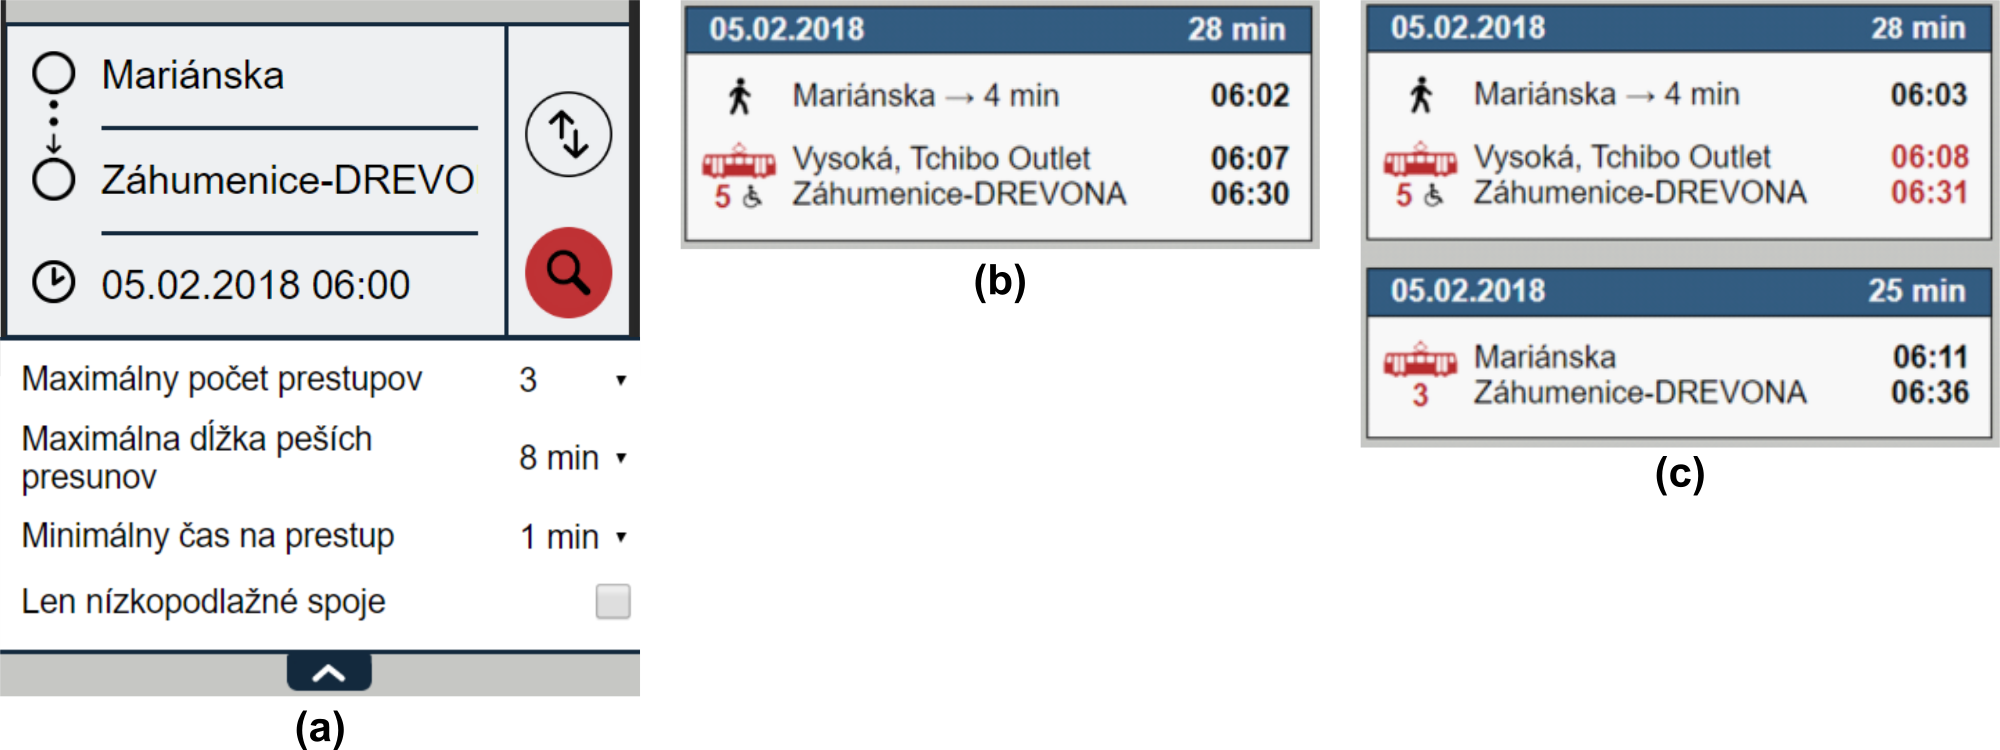 Mariánska
Záhumenice-DREVO
05.02.2018 06:00
Maximálny počet prestupov 3
Maximálna dĺžka peších
presunov 8 min
Minimálny čas na prestup 1 min
Len nízkopodlažné spoje
(a)
05.02.2018 28 min
Mariánska → 4 min 06:02
Vysoká, Tchibo Outlet 06:07
5 Záhumenice-DREVONA 06:30
(b)
05.02.2018 28 min
Mariánska → 4 min 06:03
Vysoká, Tchibo Outlet 06:08
5 Záhumenice-DREVONA 06:31
05.02.2018 25 min
Mariánska 06:11
3 Záhumenice-DREVONA 06:36
(c)